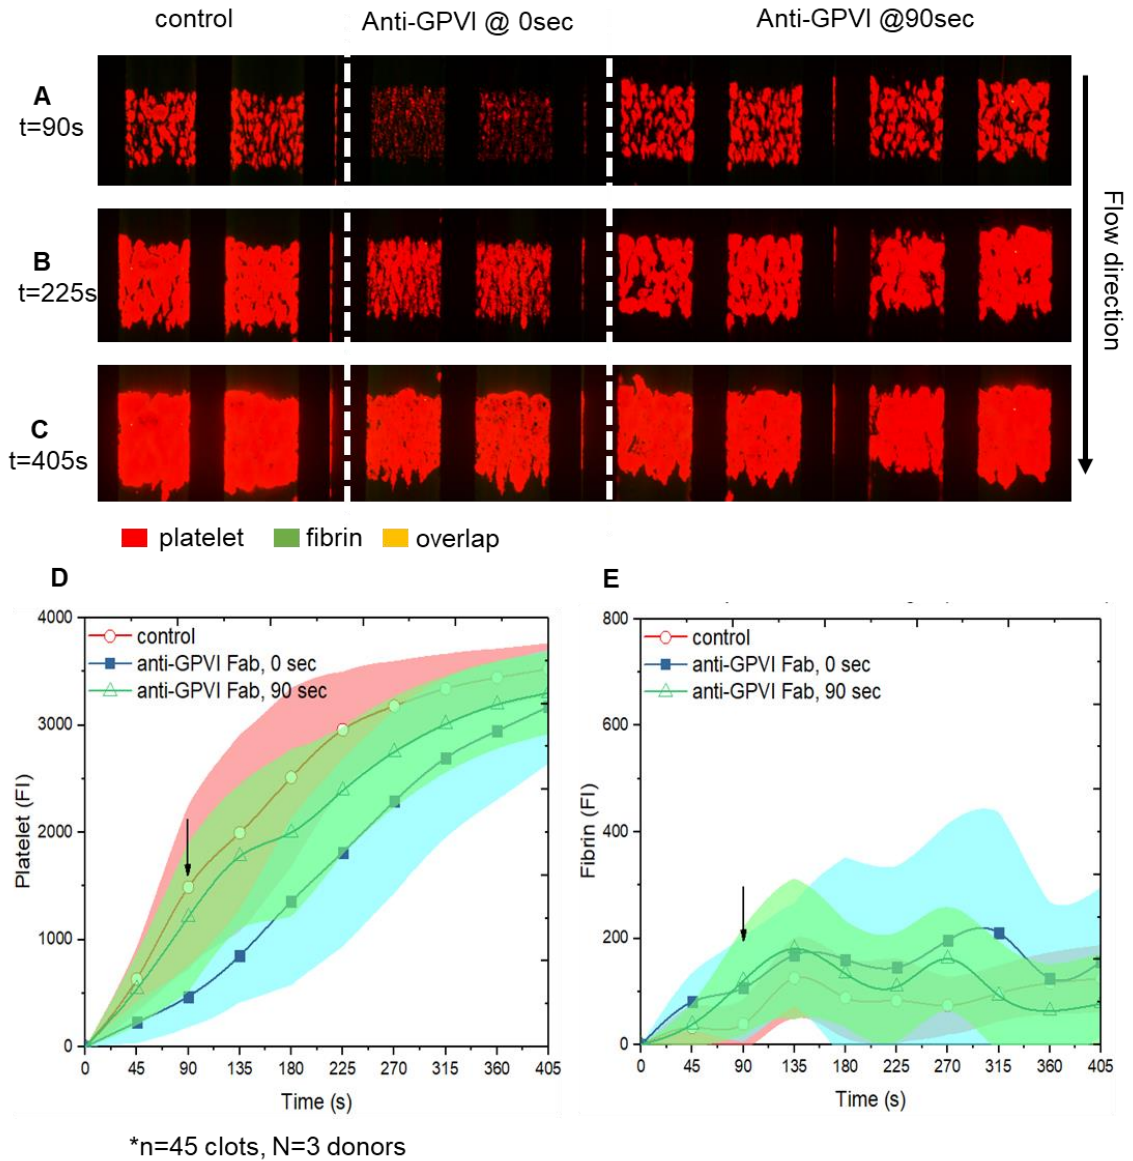 control
Anti-GPVI @ 0sec
Anti-GPVI @90sec
A
t=90s
B
t=225s
C
t=405s
Flow direction
platelet
fibrin
overlap
D
E
4000
3000
2000
1000
0
Platelet (FI)
control
anti-GPVI Fab, 0 sec
anti-GPVI Fab, 90 sec
0 45 90 135 180 225 270 315 360 405
Time (s)
800
600
400
200
0
Fibrin (FI)
control
anti-GPVI Fab, 0 sec
anti-GPVI Fab, 90 sec
0 45 90 135 180 225 270 315 360 405
Time (s)
*n=45 clots, N=3 donors